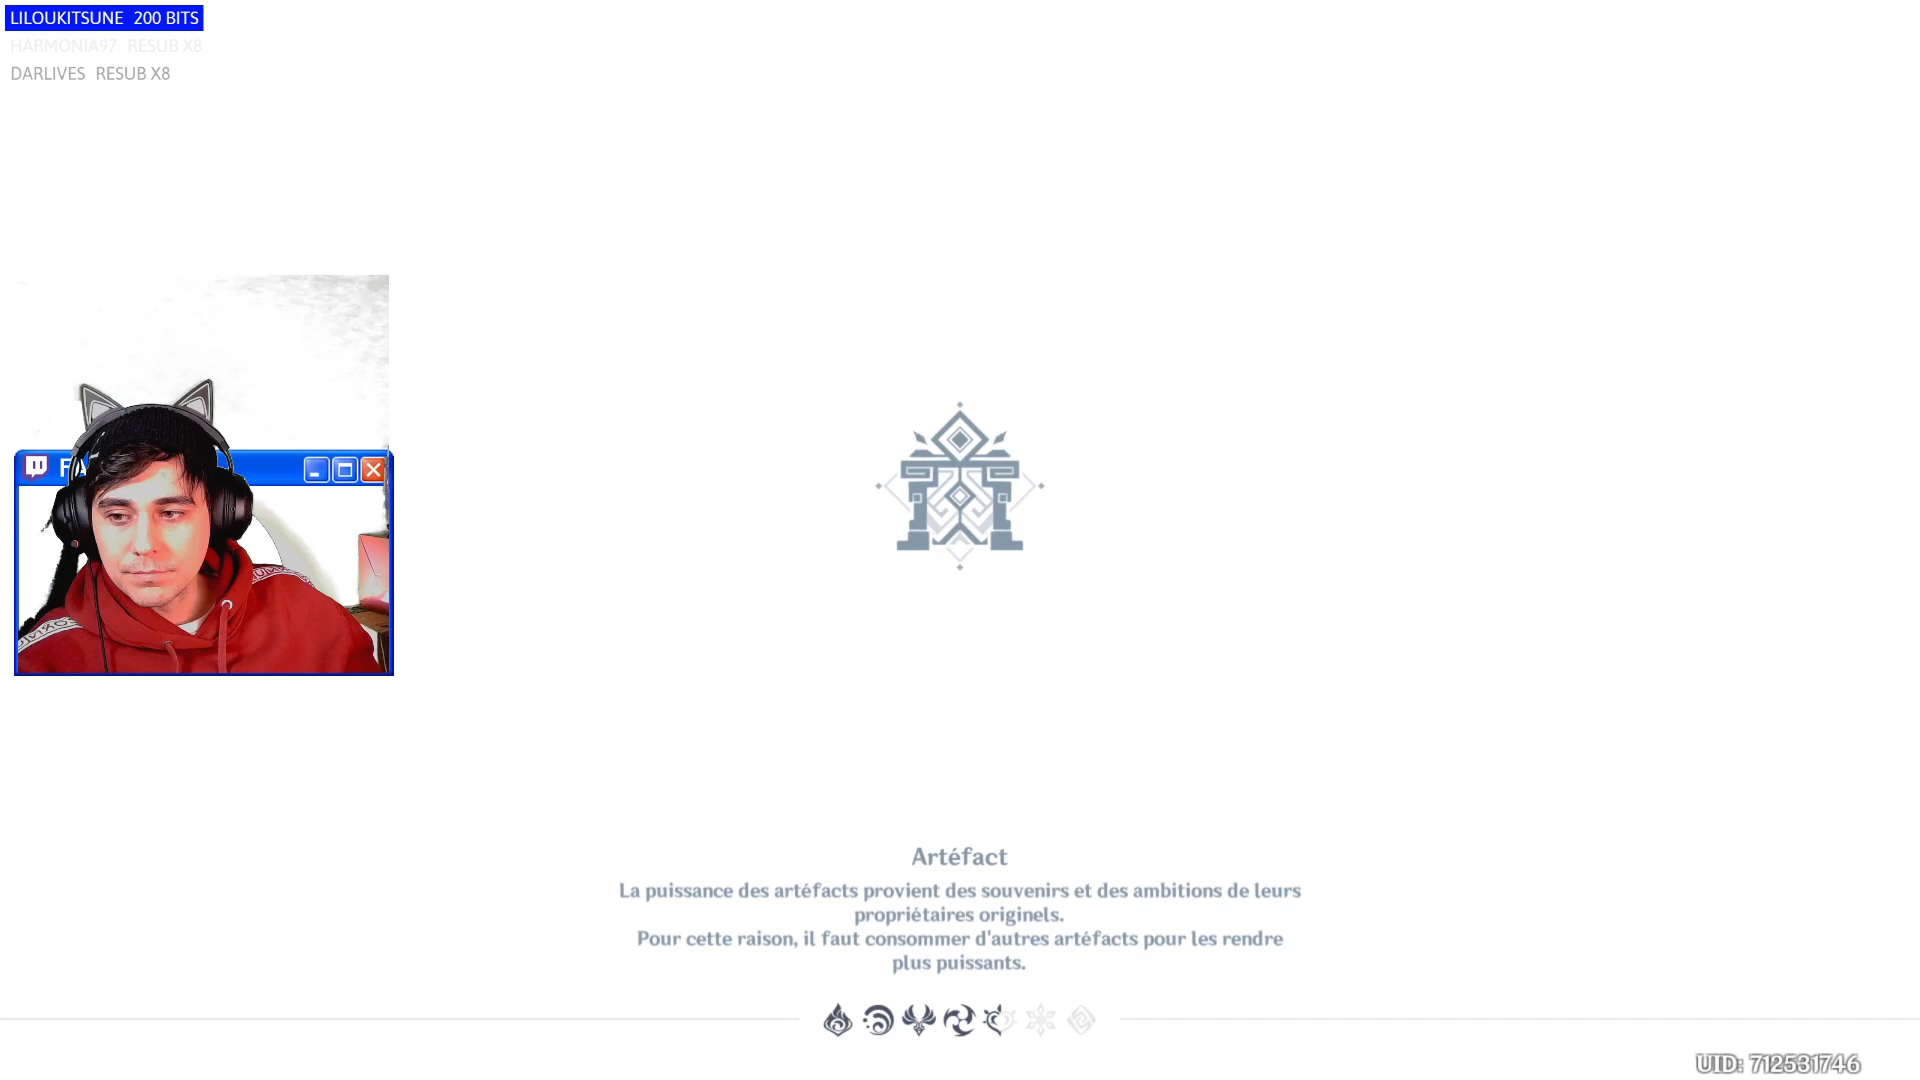 LILOUKITSUNE 200 BITS
HARMONIA97 RESUB X8
DARLIVES RESUB X8
Artéfact
La puissance des artéfacts provient des souvenirs et des ambitions de leurs
propriétaires originels.
Pour cette raison, il faut consommer d'autres artéfacts pour les rendre
plus puissants.
UID: 712531746